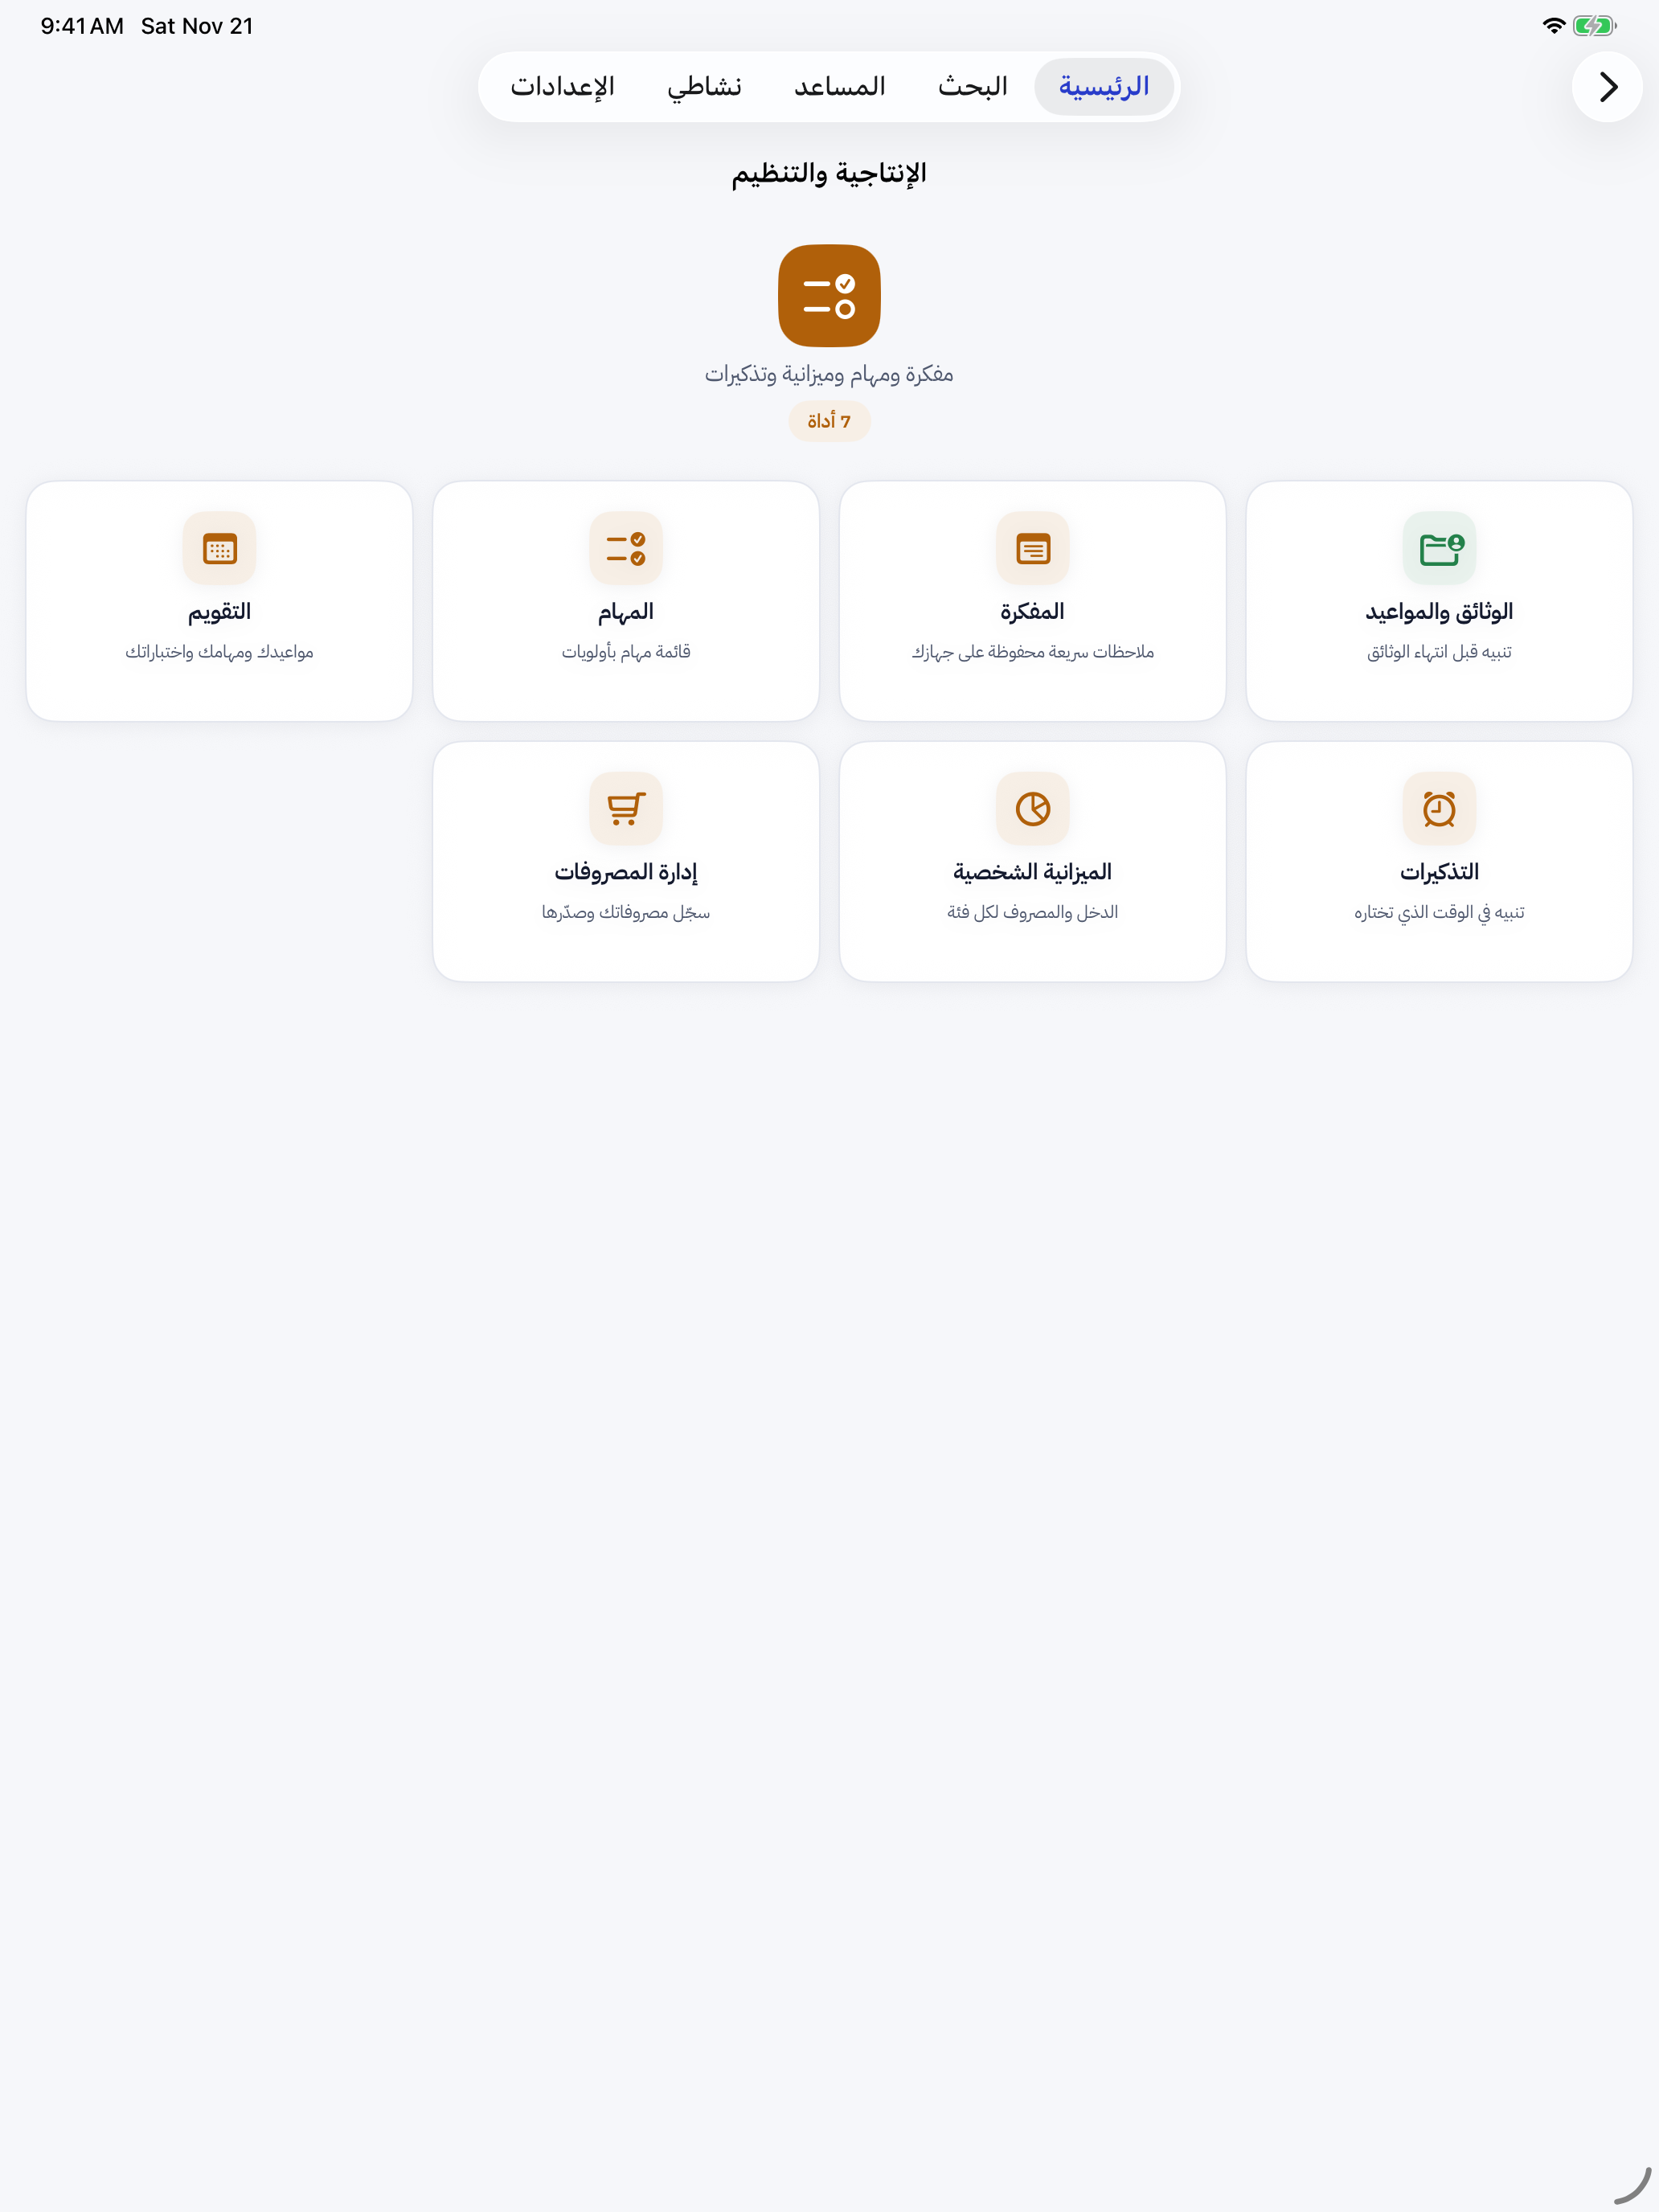 9:41 AM Sat Nov 21
الرئيسية البحث المساعد نشاطي الإعدادات
الإنتاجية والتنظيم
مفكرة ومهام وميزانية وتذكيرات
7 أداة
الوثائق والمواعيد
تنبيه قبل انتهاء الوثائق
المفكرة
ملاحظات سريعة محفوظة على جهازك
المهام
قائمة مهام بأولويات
التقويم
مواعيدك ومهامك واختباراتك
التذكيرات
تنبيه في الوقت الذي تختاره
الميزانية الشخصية
الدخل والمصروف لكل فئة
إدارة المصروفات
سجّل مصروفاتك وصدّرها